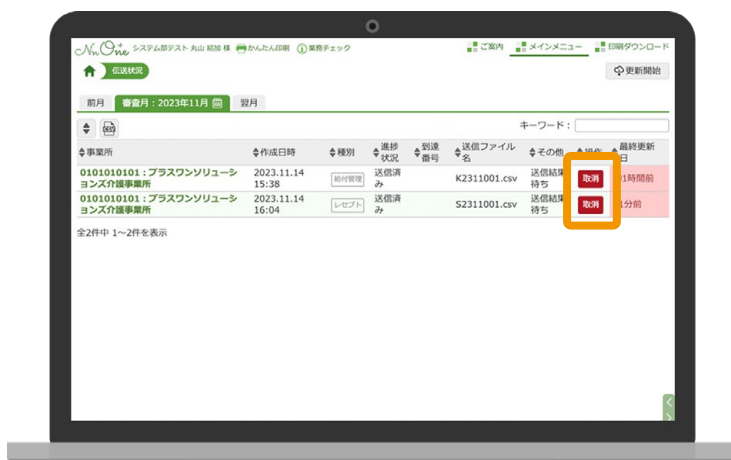 NnOne システム部テスト 丸山 結加 様 かんたん印刷 業務チェック ご案内 メインメニュー 印刷ダウンロード
伝送状況 更新開始
前月 審査月:2023年11月 翌月
CSV キーワード:
事業所 作成日時 種別 進捗状況 到達番号 送信ファイル名 その他 操作 最終更新日
0101010101:プラスワンソリューシ 2023.11.14 給付管理 送信済 K2311001.csv 送信結果 取消 1時間前
ョンズ介護事業所 15:38 み 待ち
0101010101:プラスワンソリューシ 2023.11.14 レセプト 送信済 S2311001.csv 送信結果 取消 1分前
ョンズ介護事業所 16:04 み 待ち
全2件中 1~2件を表示